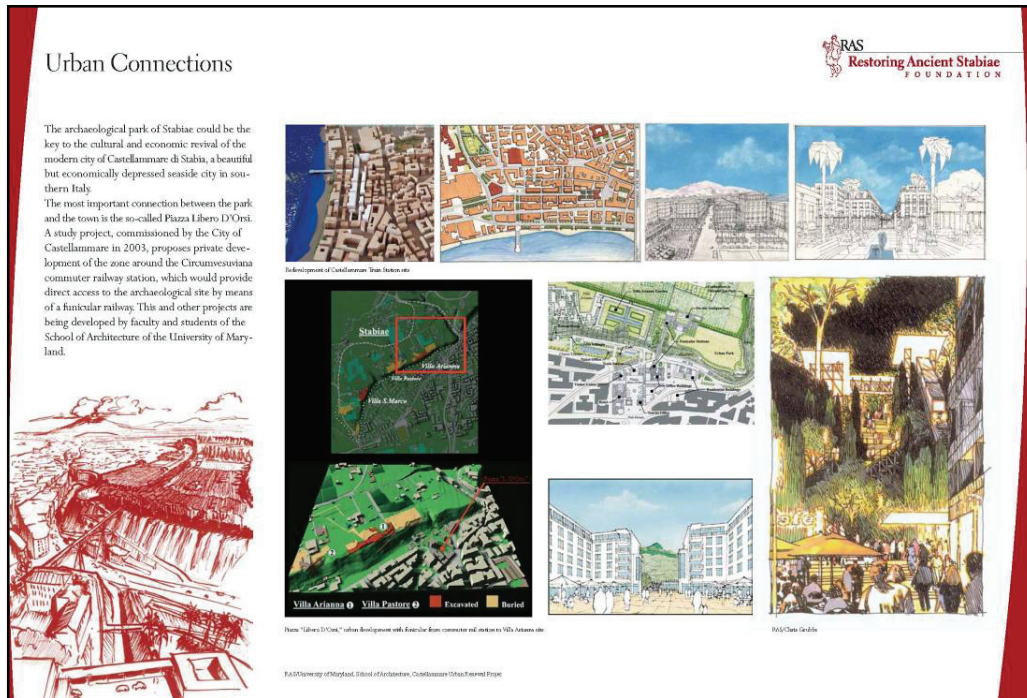 Urban Connections
RAS
Restoring Ancient Stabiae
FOUNDATION
The archaeological park of Stabiae could be the
key to the cultural and economic revival of the
modern city of Castellammare di Stabia, a beautiful
but economically depressed seaside city in sou-
thern Italy.
The most important connection between the park
and the town is the so-called Piazza Libero D'Orsi.
A study project, commissioned by the City of
Castellammare in 2003, proposes private deve-
lopment of the zone around the Circumvesuviana
commuter railway station, which would provide
direct access to the archaeological site by means
of a funicular railway. This and other projects are
being developed by faculty and students of the
School of Architecture of the University of Mary-
land.
Redevelopment of Castellammare Train Station site
Stabiae
Villa Arianna
Villa Pastore
Villa S.Marco
Urban Park
1
2
Villa Arianna 1 Villa Pastore 2 Excavated Buried
Piazza "Libero D'Orsi," urban development with funicular from commuter rail station to Villa Arianna site
RAS/Chris Grubbs
RAS/University of Maryland, School of Architecture, Castellammare Urban Renewal Project